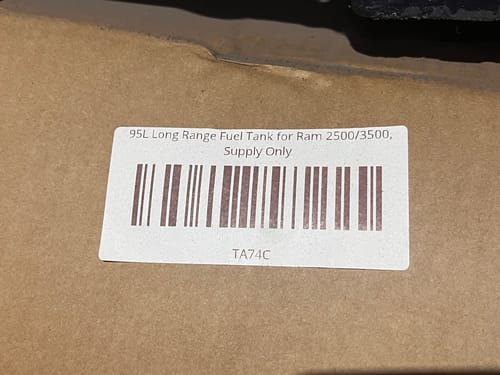 95L Long Range Fuel Tank for Ram 2500/3500,
Supply Only
TA74C